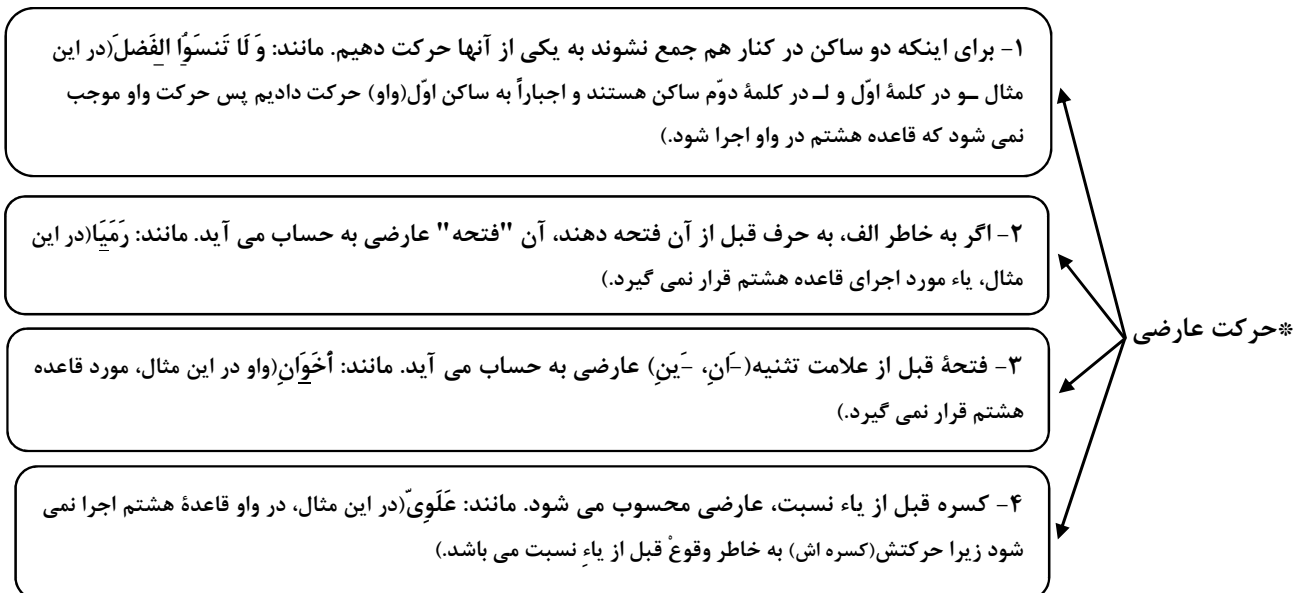 *حرکت عارضی
۱- برای اینکه دو ساکن در کنار هم جمع نشوند به یکی از آنها حرکت دهیم. مانند: وَ لَا تَنسَوُا الفَضلَ(در این
مثال ـو در کلمۀ اوّل و لـ در کلمۀ دوّم ساکن هستند و اجباراً به ساکن اوّل(واو) حرکت دادیم پس حرکت واو موجب
نمی شود که قاعده هشتم در واو اجرا شود.)
۲- اگر به خاطر الف، به حرف قبل از آن فتحه دهند، آن "فتحه" عارضی به حساب می آید. مانند: رَمَیَا(در این
مثال، یاء مورد اجرای قاعده هشتم قرار نمی گیرد.)
۳- فتحۀ قبل از علامت تثنیه(-َانِ، -َینِ) عارضی به حساب می آید. مانند: أخَوَانِ(واو در این مثال، مورد قاعده
هشتم قرار نمی گیرد.)
۴- کسره قبل از یاء نسبت، عارضی محسوب می شود. مانند: عَلَوِیّ(در این مثال، در واو قاعدۀ هشتم اجرا نمی
شود زیرا حرکتش(کسره اش) به خاطر وقوعْ قبل از یاءِ نسبت می باشد.)